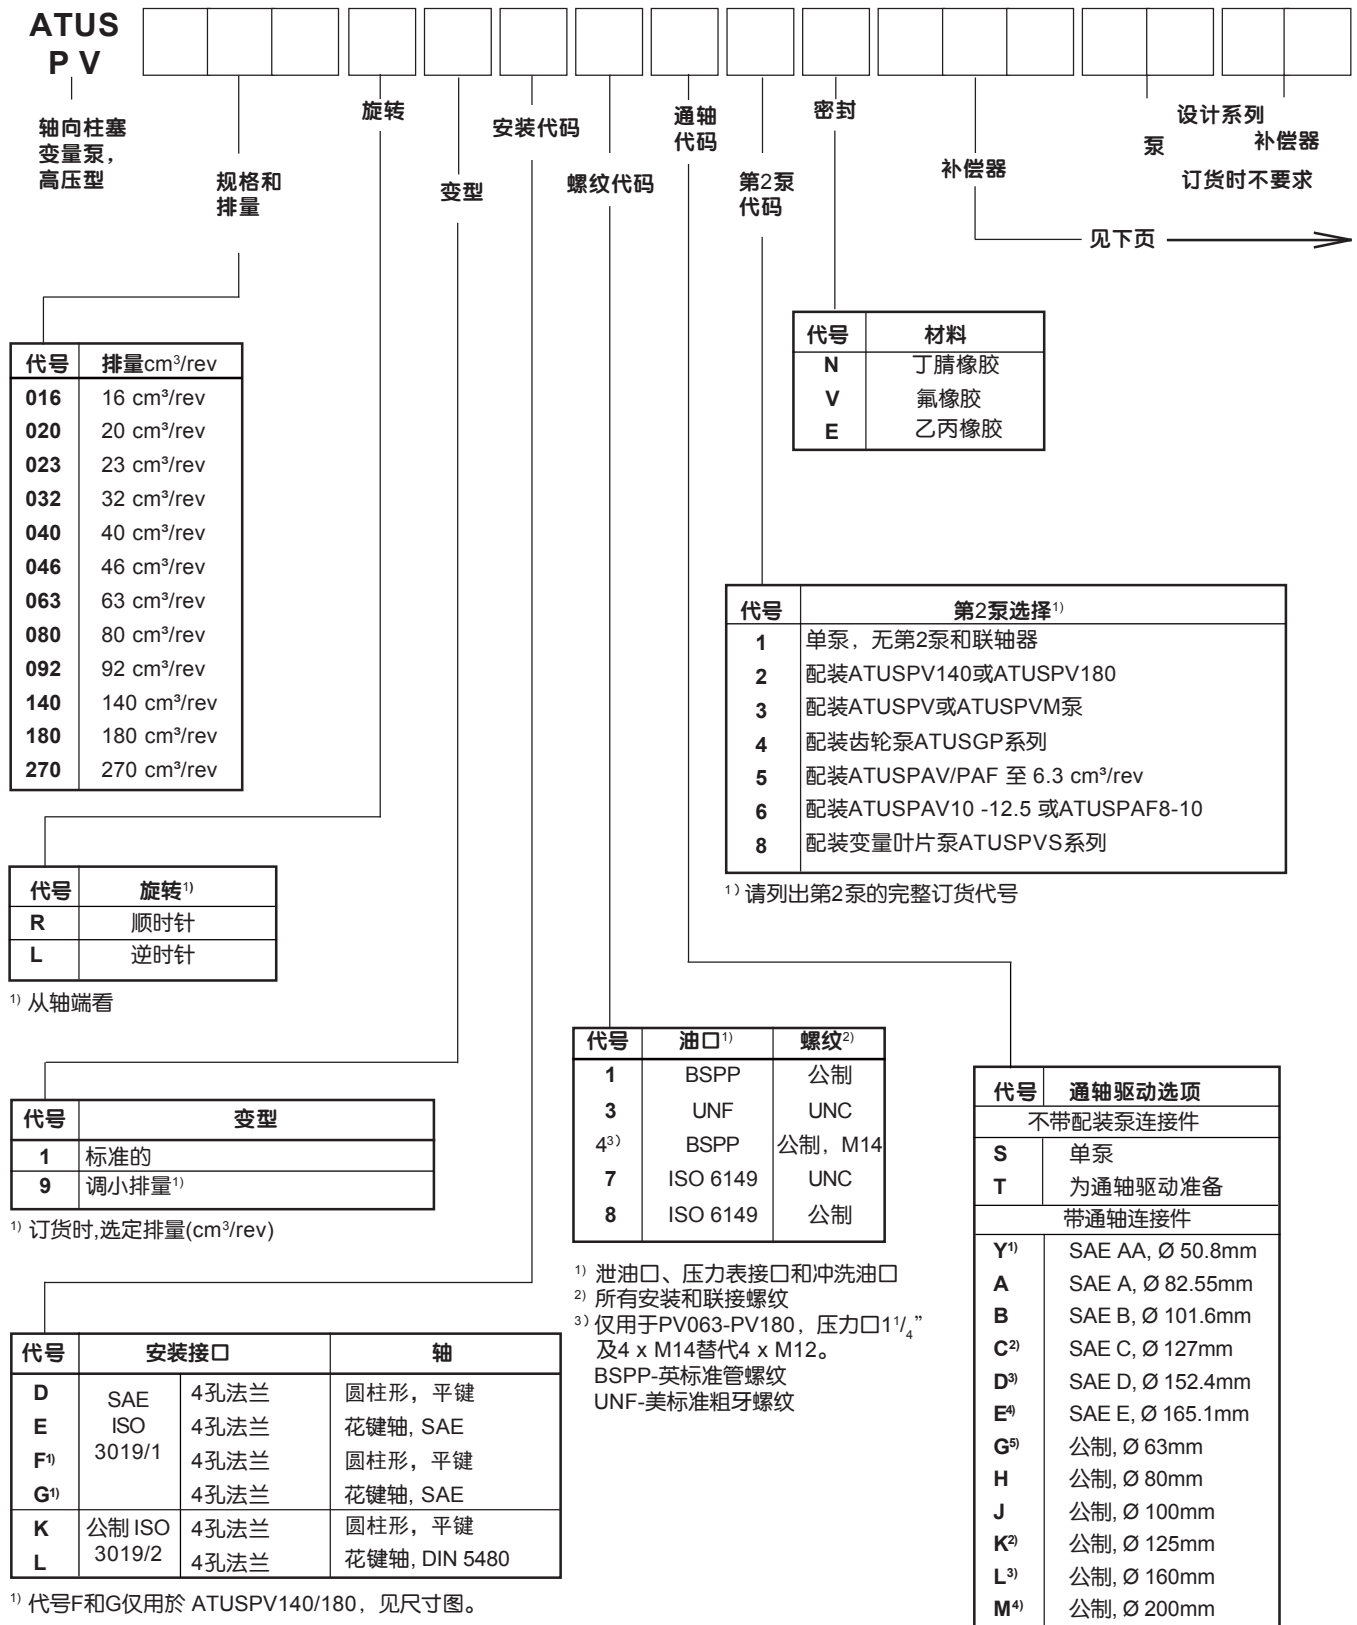 ATUS
P V
轴向柱塞
变量泵，
高压型
规格和
排量
旋转
变型
安装代码
螺纹代码
通轴
代码
第2泵
代码
密封
补偿器
设计系列
泵
补偿器
订货时不要求
见下页
代号 排量cm³/rev
016 16 cm³/rev
020 20 cm³/rev
023 23 cm³/rev
032 32 cm³/rev
040 40 cm³/rev
046 46 cm³/rev
063 63 cm³/rev
080 80 cm³/rev
092 92 cm³/rev
140 140 cm³/rev
180 180 cm³/rev
270 270 cm³/rev
代号 材料
N 丁腈橡胶
V 氟橡胶
E 乙丙橡胶
代号 第2泵选择1)
1 单泵，无第2泵和联轴器
2 配装ATUSPV140或ATUSPV180
3 配装ATUSPV或ATUSPVM泵
4 配装齿轮泵ATUSGP系列
5 配装ATUSPAV/PAF 至 6.3 cm³/rev
6 配装ATUSPAV10 -12.5 或ATUSPAF8-10
8 配装变量叶片泵ATUSPVS系列
1）请列出第2泵的完整订货代号
代号 旋转1)
R 顺时针
L 逆时针
1) 从轴端看
代号 变型
1 标准的
9 调小排量1)
1) 订货时,选定排量(cm³/rev)
代号 安装接口 轴
D SAE ISO 3019/1 4孔法兰 圆柱形，平键
E 4孔法兰 花键轴, SAE
F1) 4孔法兰 圆柱形，平键
G1) 4孔法兰 花键轴, SAE
K 公制 ISO 3019/2 4孔法兰 圆柱形，平键
L 4孔法兰 花键轴, DIN 5480
1) 代号F和G仅用於 ATUSPV140/180，见尺寸图。
代号 油口1) 螺纹2)
1 BSPP 公制
3 UNF UNC
43） BSPP 公制，M14
7 ISO 6149 UNC
8 ISO 6149 公制
1) 泄油口、压力表接口和冲洗油口
2) 所有安装和联接螺纹
3）仅用于PV063-PV180，压力口1 1/4”
及4 x M14替代4 x M12。
BSPP-英标准管螺纹
UNF-美标准粗牙螺纹
代号 通轴驱动选项
不带配装泵连接件
S 单泵
T 为通轴驱动准备
带通轴连接件
Y1) SAE AA, Ø 50.8mm
A SAE A, Ø 82.55mm
B SAE B, Ø 101.6mm
C2) SAE C, Ø 127mm
D3) SAE D, Ø 152.4mm
E4) SAE E, Ø 165.1mm
G5) 公制, Ø 63mm
H 公制, Ø 80mm
J 公制, Ø 100mm
K2) 公制, Ø 125mm
L3) 公制, Ø 160mm
M4) 公制, Ø 200mm